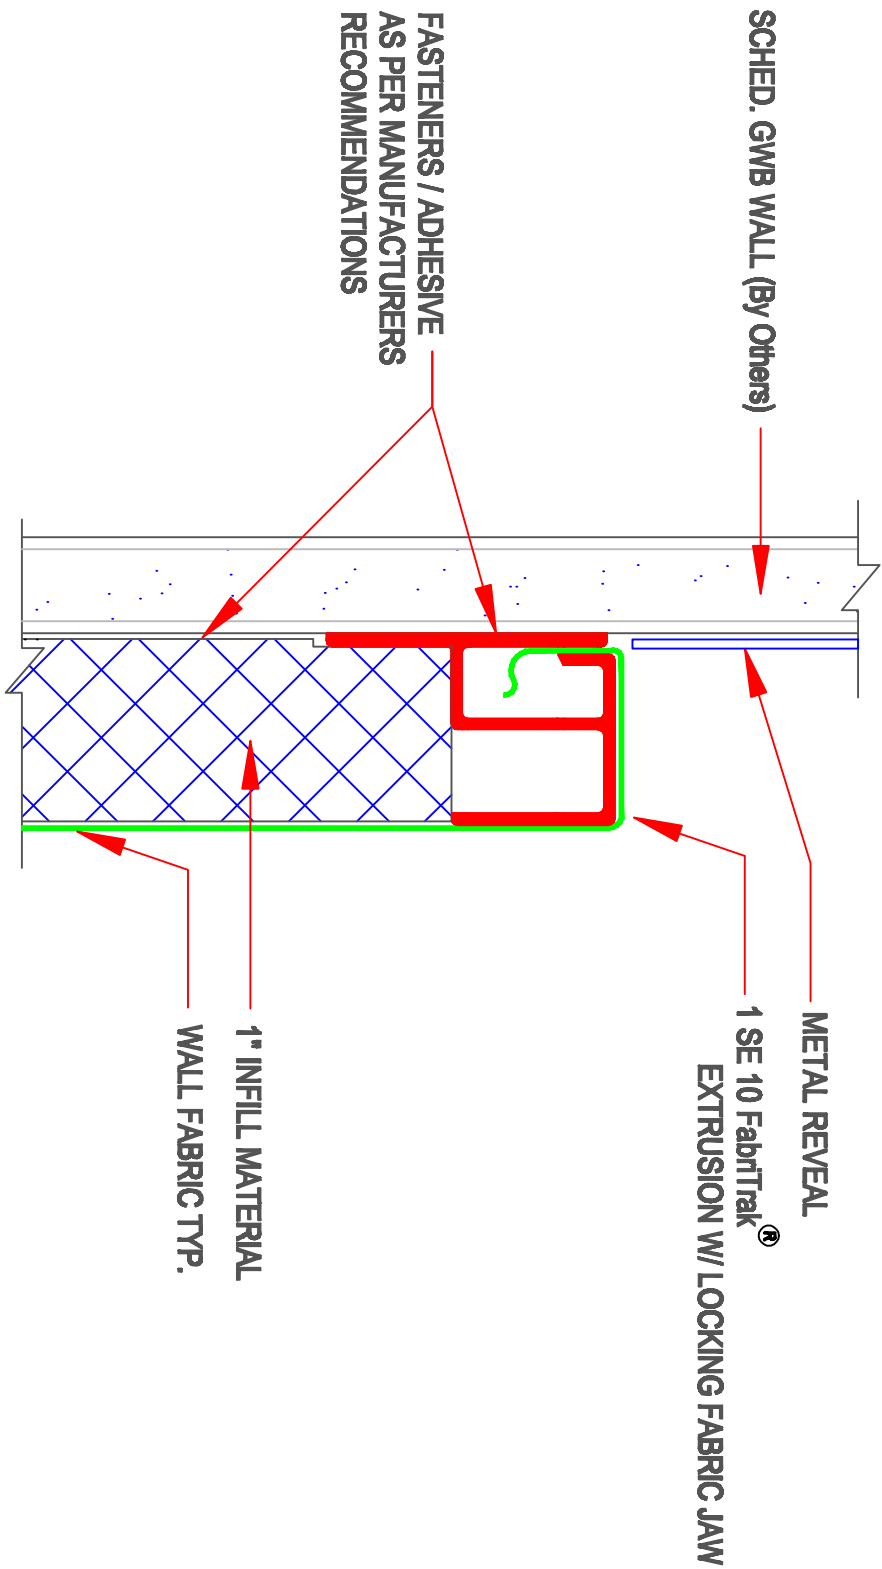 SCHED. GWB WALL (By Others)
FASTENERS / ADHESIVE
AS PER MANUFACTURERS
RECOMMENDATIONS
METAL REVEAL
1 SE 10 FabriTrak®
EXTRUSION W/ LOCKING FABRIC JAW
1" INFILL MATERIAL
WALL FABRIC TYP.